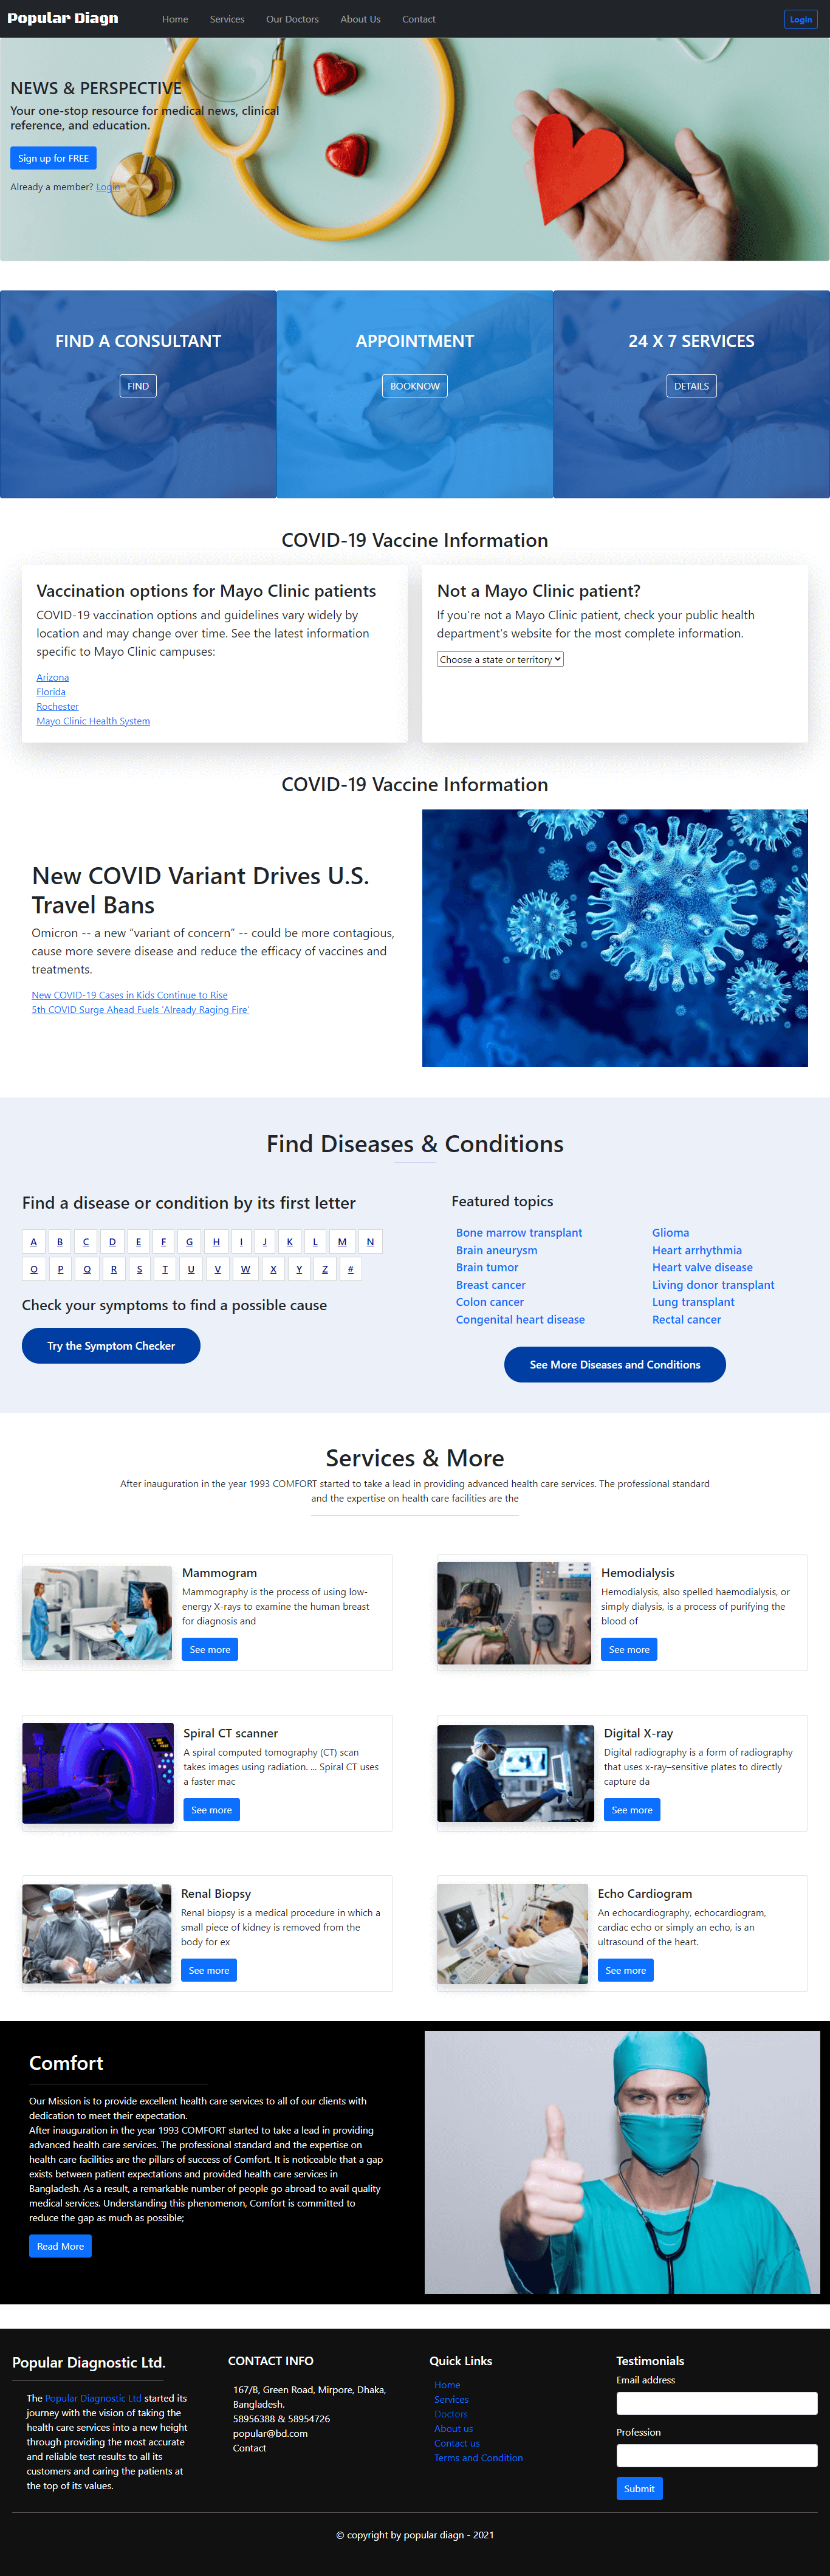 Popular Diagn
Home Services Our Doctors About Us Contact
Login
NEWS & PERSPECTIVE
Your one-stop resource for medical news, clinical
reference, and education.
Sign up for FREE
Already a member? Login
FIND A CONSULTANT
FIND
APPOINTMENT
BOOKNOW
24 X 7 SERVICES
DETAILS
COVID-19 Vaccine Information
Vaccination options for Mayo Clinic patients
COVID-19 vaccination options and guidelines vary widely by
location and may change over time. See the latest information
specific to Mayo Clinic campuses:
Arizona
Florida
Rochester
Mayo Clinic Health System
Not a Mayo Clinic patient?
If you're not a Mayo Clinic patient, check your public health
department's website for the most complete information.
Choose a state or territory
COVID-19 Vaccine Information
New COVID Variant Drives U.S.
Travel Bans
Omicron -- a new “variant of concern” -- could be more contagious,
cause more severe disease and reduce the efficacy of vaccines and
treatments.
New COVID-19 Cases in Kids Continue to Rise
5th COVID Surge Ahead Fuels 'Already Raging Fire'
Find Diseases & Conditions
Find a disease or condition by its first letter
A B C D E F G H I J K L M N
O P Q R S T U V W X Y Z #
Check your symptoms to find a possible cause
Try the Symptom Checker
Featured topics
Bone marrow transplant
Brain aneurysm
Brain tumor
Breast cancer
Colon cancer
Congenital heart disease
Glioma
Heart arrhythmia
Heart valve disease
Living donor transplant
Lung transplant
Rectal cancer
See More Diseases and Conditions
Services & More
After inauguration in the year 1993 COMFORT started to take a lead in providing advanced health care services. The professional standard
and the expertise on health care facilities are the
Mammogram
Mammography is the process of using low-
energy X-rays to examine the human breast
for diagnosis and
See more
Hemodialysis
Hemodialysis, also spelled haemodialysis, or
simply dialysis, is a process of purifying the
blood of
See more
Spiral CT scanner
A spiral computed tomography (CT) scan
takes images using radiation. ... Spiral CT uses
a faster mac
See more
Digital X-ray
Digital radiography is a form of radiography
that uses x-ray–sensitive plates to directly
capture da
See more
Renal Biopsy
Renal biopsy is a medical procedure in which a
small piece of kidney is removed from the
body for ex
See more
Echo Cardiogram
An echocardiography, echocardiogram,
cardiac echo or simply an echo, is an
ultrasound of the heart.
See more
Comfort
Our Mission is to provide excellent health care services to all of our clients with
dedication to meet their expectation.
After inauguration in the year 1993 COMFORT started to take a lead in providing
advanced health care services. The professional standard and the expertise on
health care facilities are the pillars of success of Comfort. It is noticeable that a gap
exists between patient expectations and provided health care services in
Bangladesh. As a result, a remarkable number of people go abroad to avail quality
medical services. Understanding this phenomenon, Comfort is committed to
reduce the gap as much as possible;
Read More
Popular Diagnostic Ltd.
The Popular Diagnostic Ltd started its
journey with the vision of taking the
health care services into a new height
through providing the most accurate
and reliable test results to all its
customers and caring the patients at
the top of its values.
CONTACT INFO
167/B, Green Road, Mirpore, Dhaka,
Bangladesh.
58956388 & 58954726
popular@bd.com
Contact
Quick Links
Home
Services
Doctors
About us
Contact us
Terms and Condition
Testimonials
Email address
Profession
Submit
© copyright by popular diagn - 2021